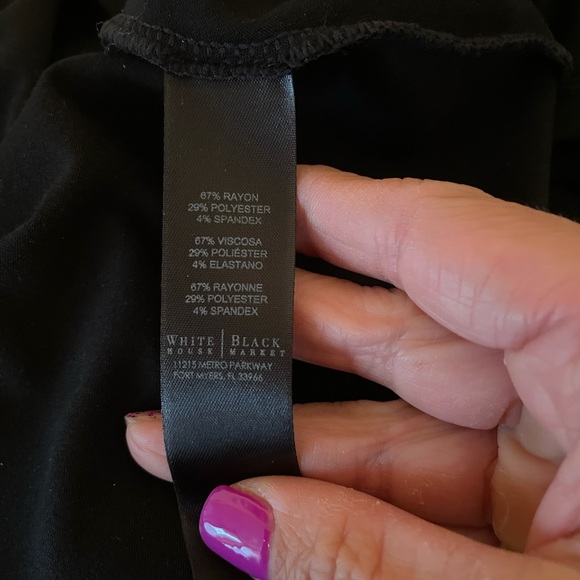 67% RAYON
29% POLYESTER
4% SPANDEX
67% VISCOSA
29% POLIÉSTER
4% ELASTANO
67% RAYONNE
29% POLYESTER
4% SPANDEX
WHITE | BLACK
HOUSE | MARKET
11215 METRO PARKWAY
FORT MYERS, FL 33966